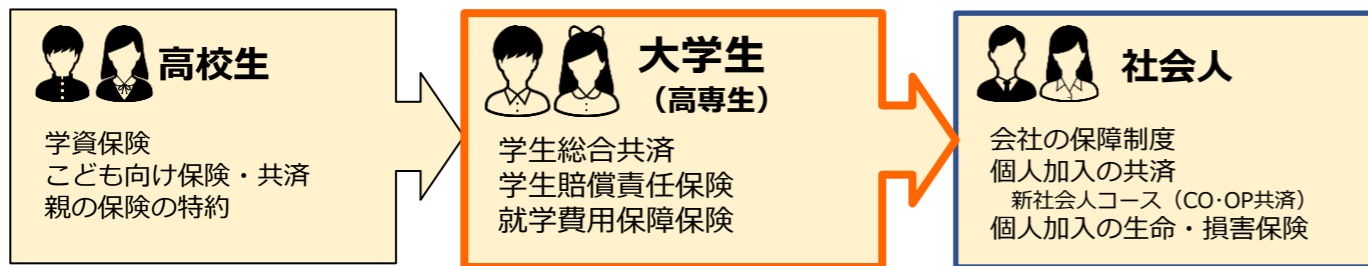 高校生
学資保険
こども向け保険・共済
親の保険の特約
大学生
（高専生）
学生総合共済
学生賠償責任保険
就学費用保障保険
社会人
会社の保障制度
個人加入の共済
新社会人コース（CO･OP共済）
個人加入の生命・損害保険